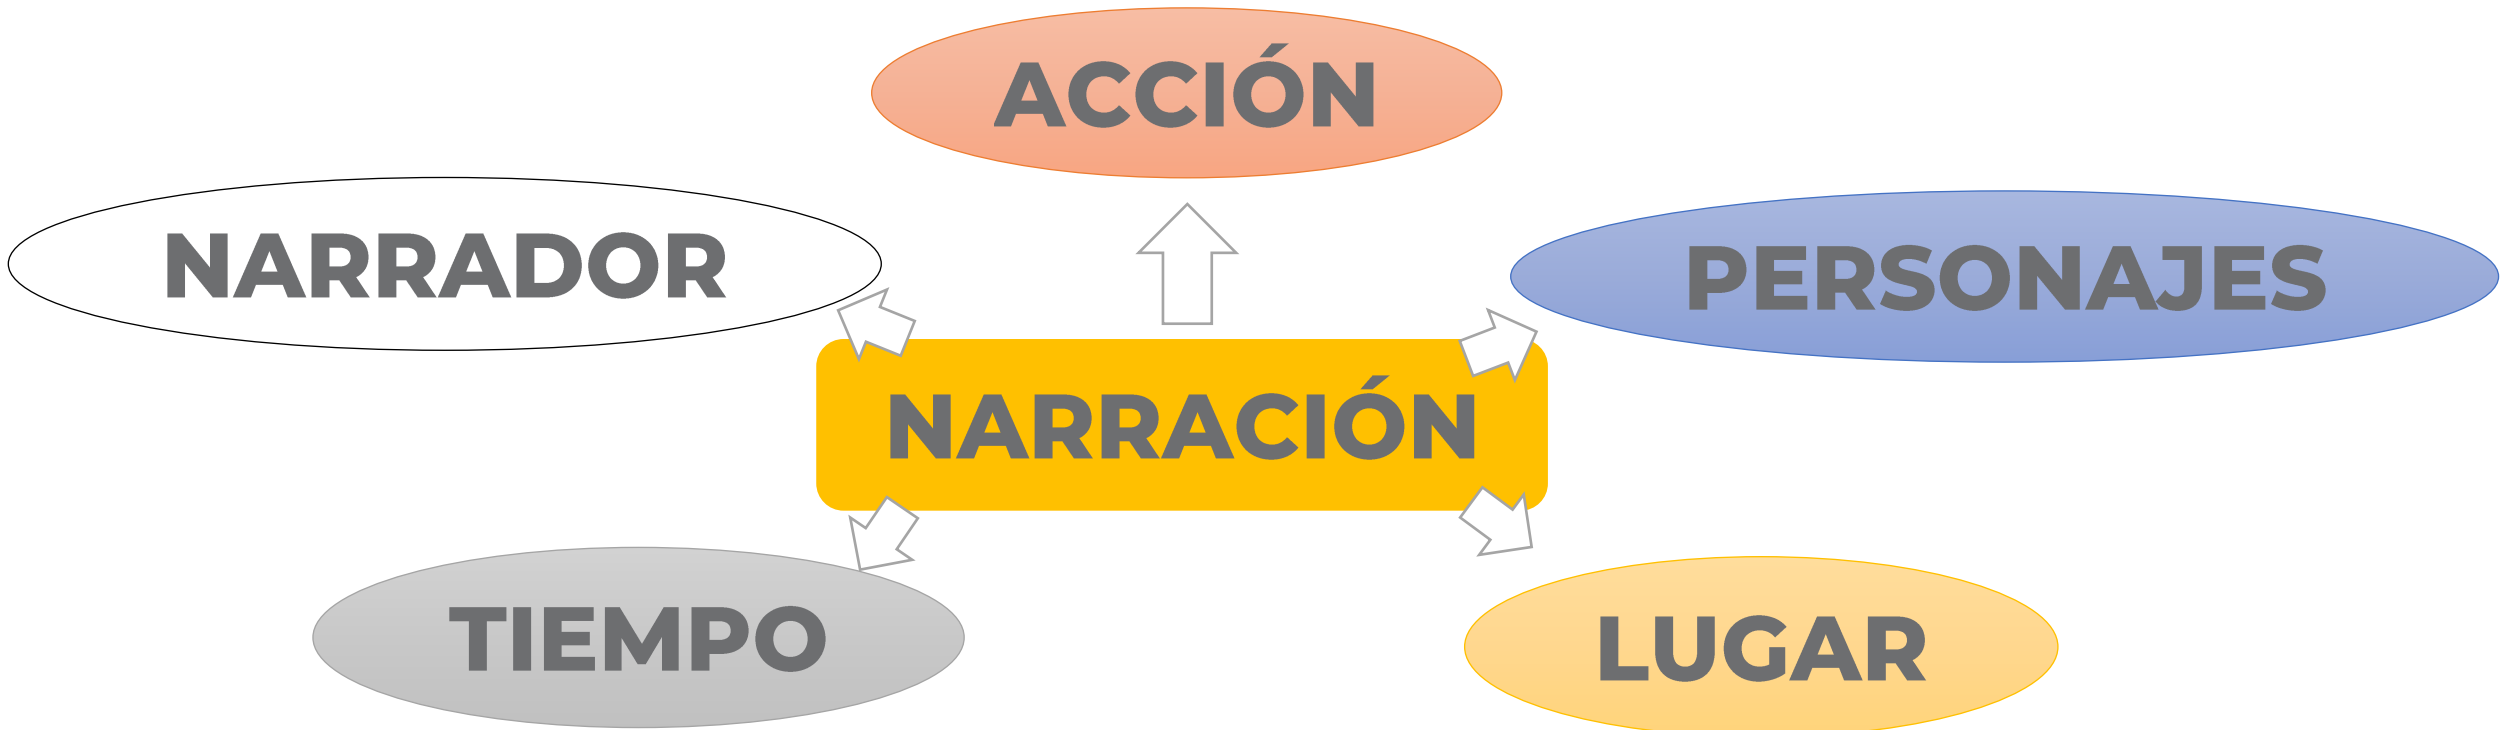 ACCIÓN
NARRADOR
PERSONAJES
NARRACIÓN
TIEMPO
LUGAR